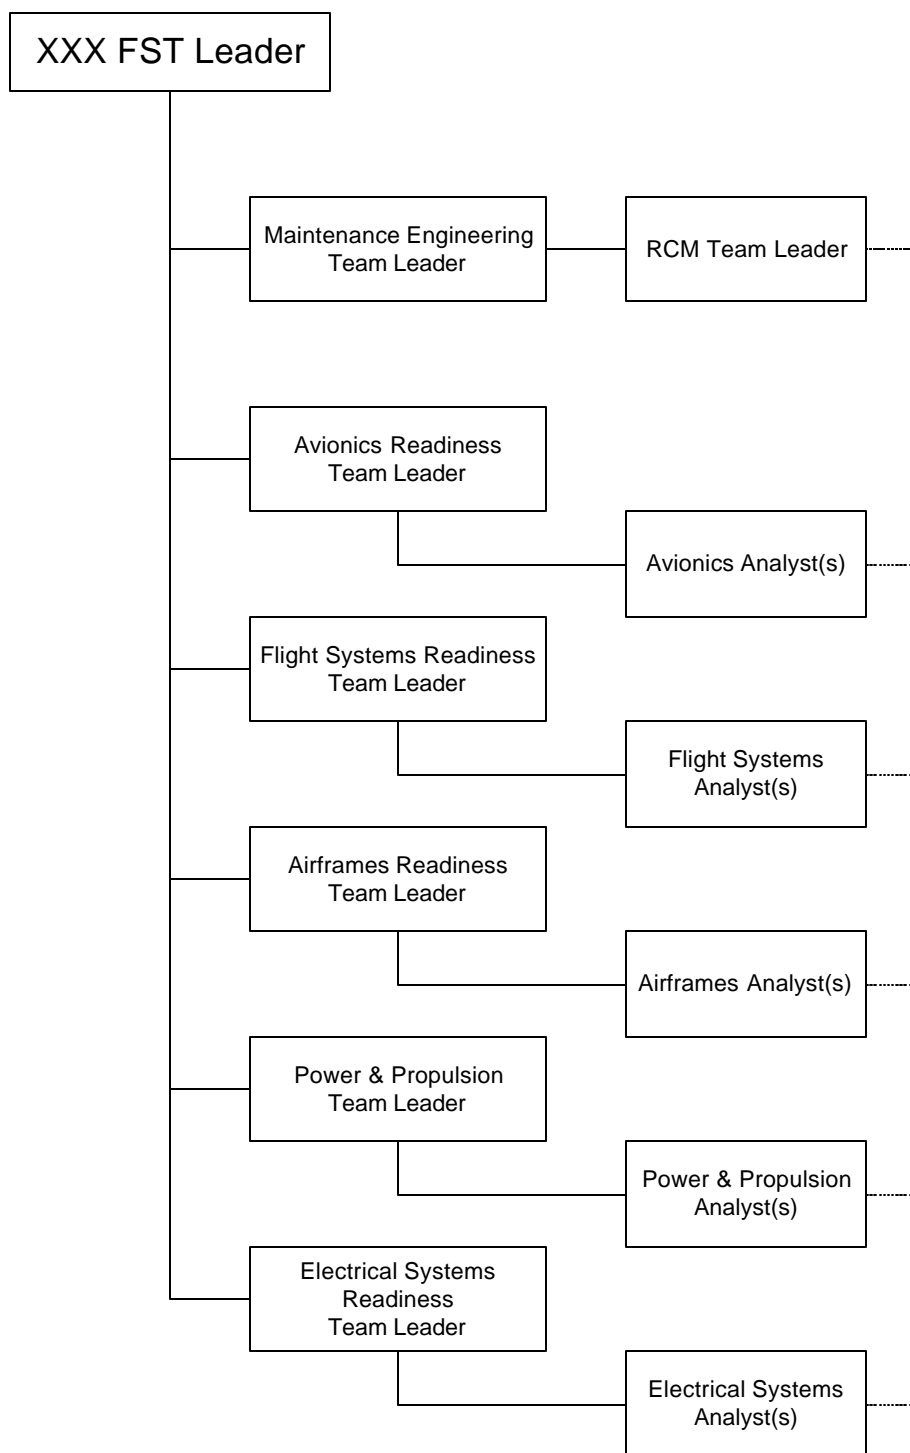 XXX FST Leader
Maintenance Engineering
Team Leader
RCM Team Leader
Avionics Readiness
Team Leader
Avionics Analyst(s)
Flight Systems Readiness
Team Leader
Flight Systems
Analyst(s)
Airframes Readiness
Team Leader
Airframes Analyst(s)
Power & Propulsion
Team Leader
Power & Propulsion
Analyst(s)
Electrical Systems
Readiness
Team Leader
Electrical Systems
Analyst(s)